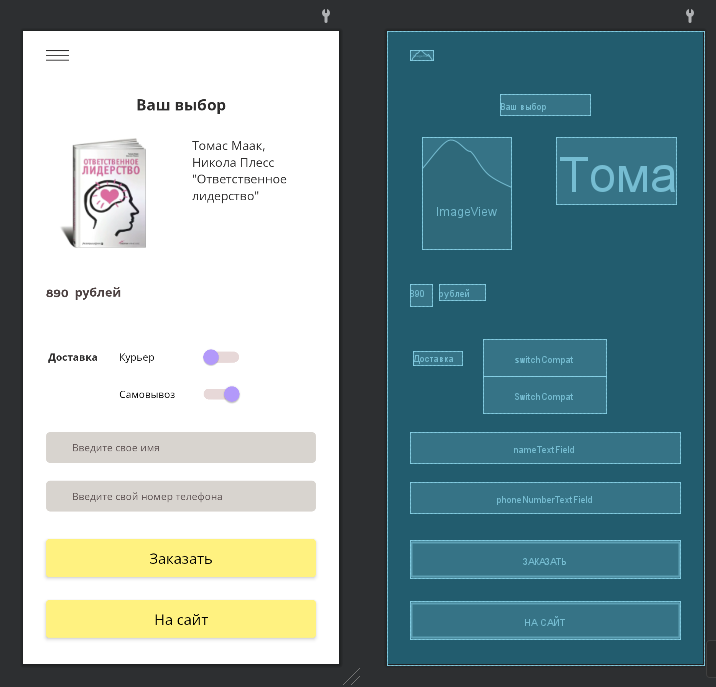 Ваш выбор
ОТВЕТСТВЕННОЕ
ЛИДЕРСТВО
Томас Маак,
Никола Плесс
"Ответственное
лидерство"
890 рублей
Доставка Курьер
Самовывоз
Введите свое имя
Введите свой номер телефона
Заказать
На сайт
Ваш выбор
ImageView
Тома
890 рублей
Доставка
switchCompat
SwitchCompat
nameTextField
phoneNumberTextField
ЗАКАЗАТЬ
НА САЙТ